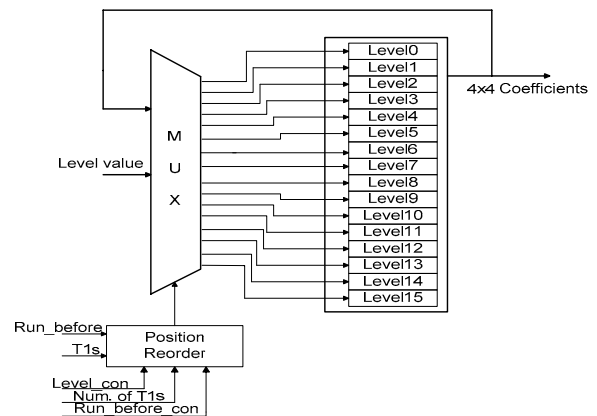 Level0
Level1
Level2
Level3
4x4 Coefficients
Level4
M
Level5
Level value
Level6
U
Level7
Level8
X
Level9
Level10
Level11
Level12
Level13
Level14
Level15
Run_before
Position
Reorder
T1s
Level_con
Num. of T1s
Run_before_con